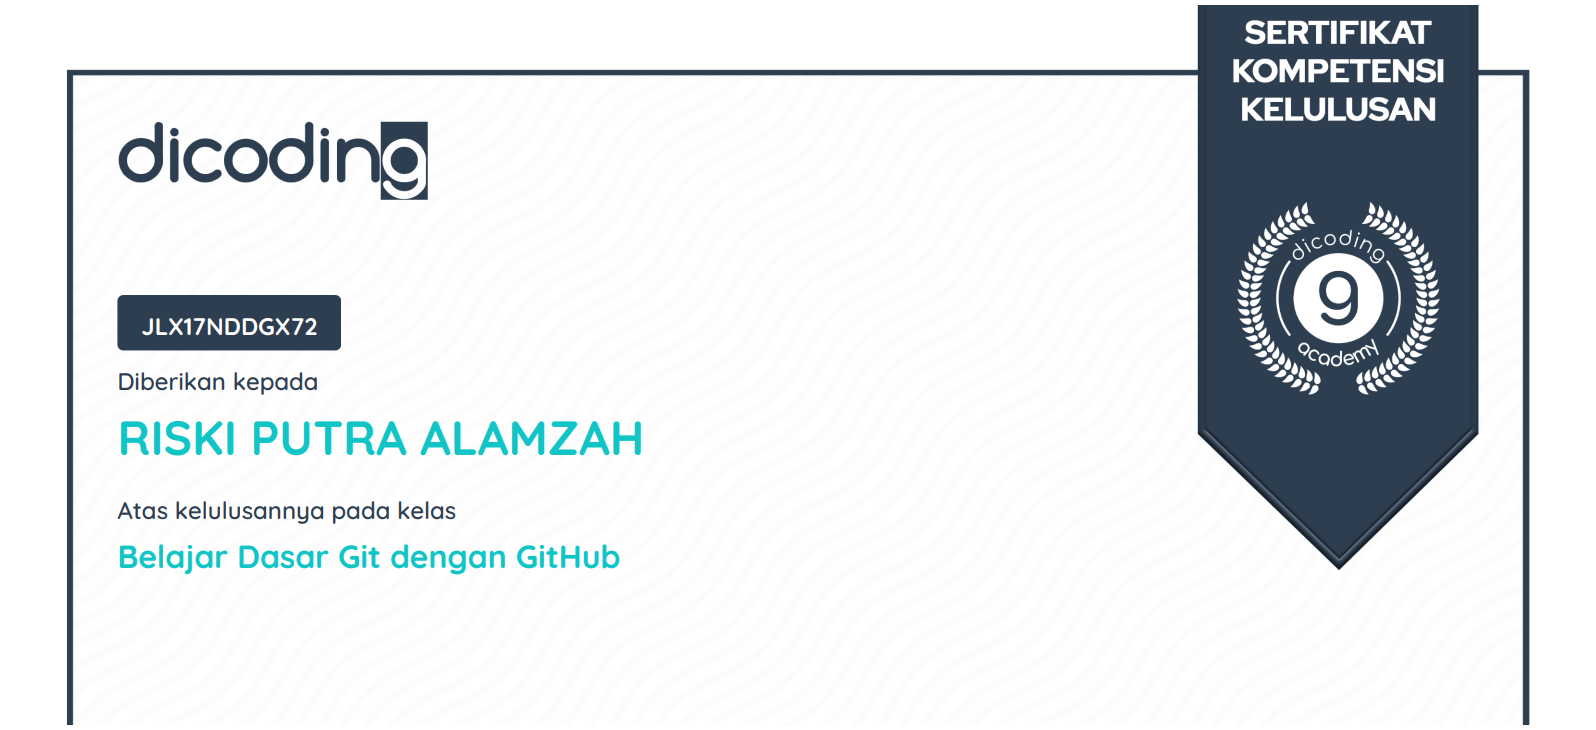 SERTIFIKAT
KOMPETENSI
KELULUSAN
dicoding
dicoding
g
academy
JLX17NDDGX72
Diberikan kepada
RISKI PUTRA ALAMZAH
Atas kelulusannya pada kelas
Belajar Dasar Git dengan GitHub